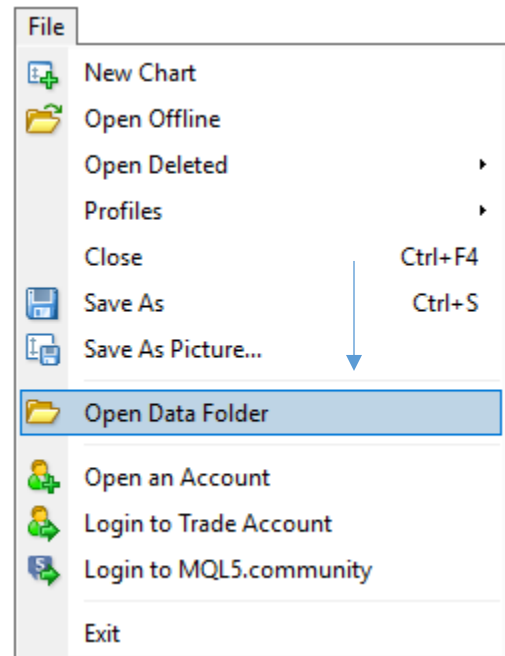 File
New Chart
Open Offline
Open Deleted
Profiles
Close Ctrl+F4
Save As Ctrl+S
Save As Picture...
Open Data Folder
Open an Account
Login to Trade Account
Login to MQL5.community
Exit